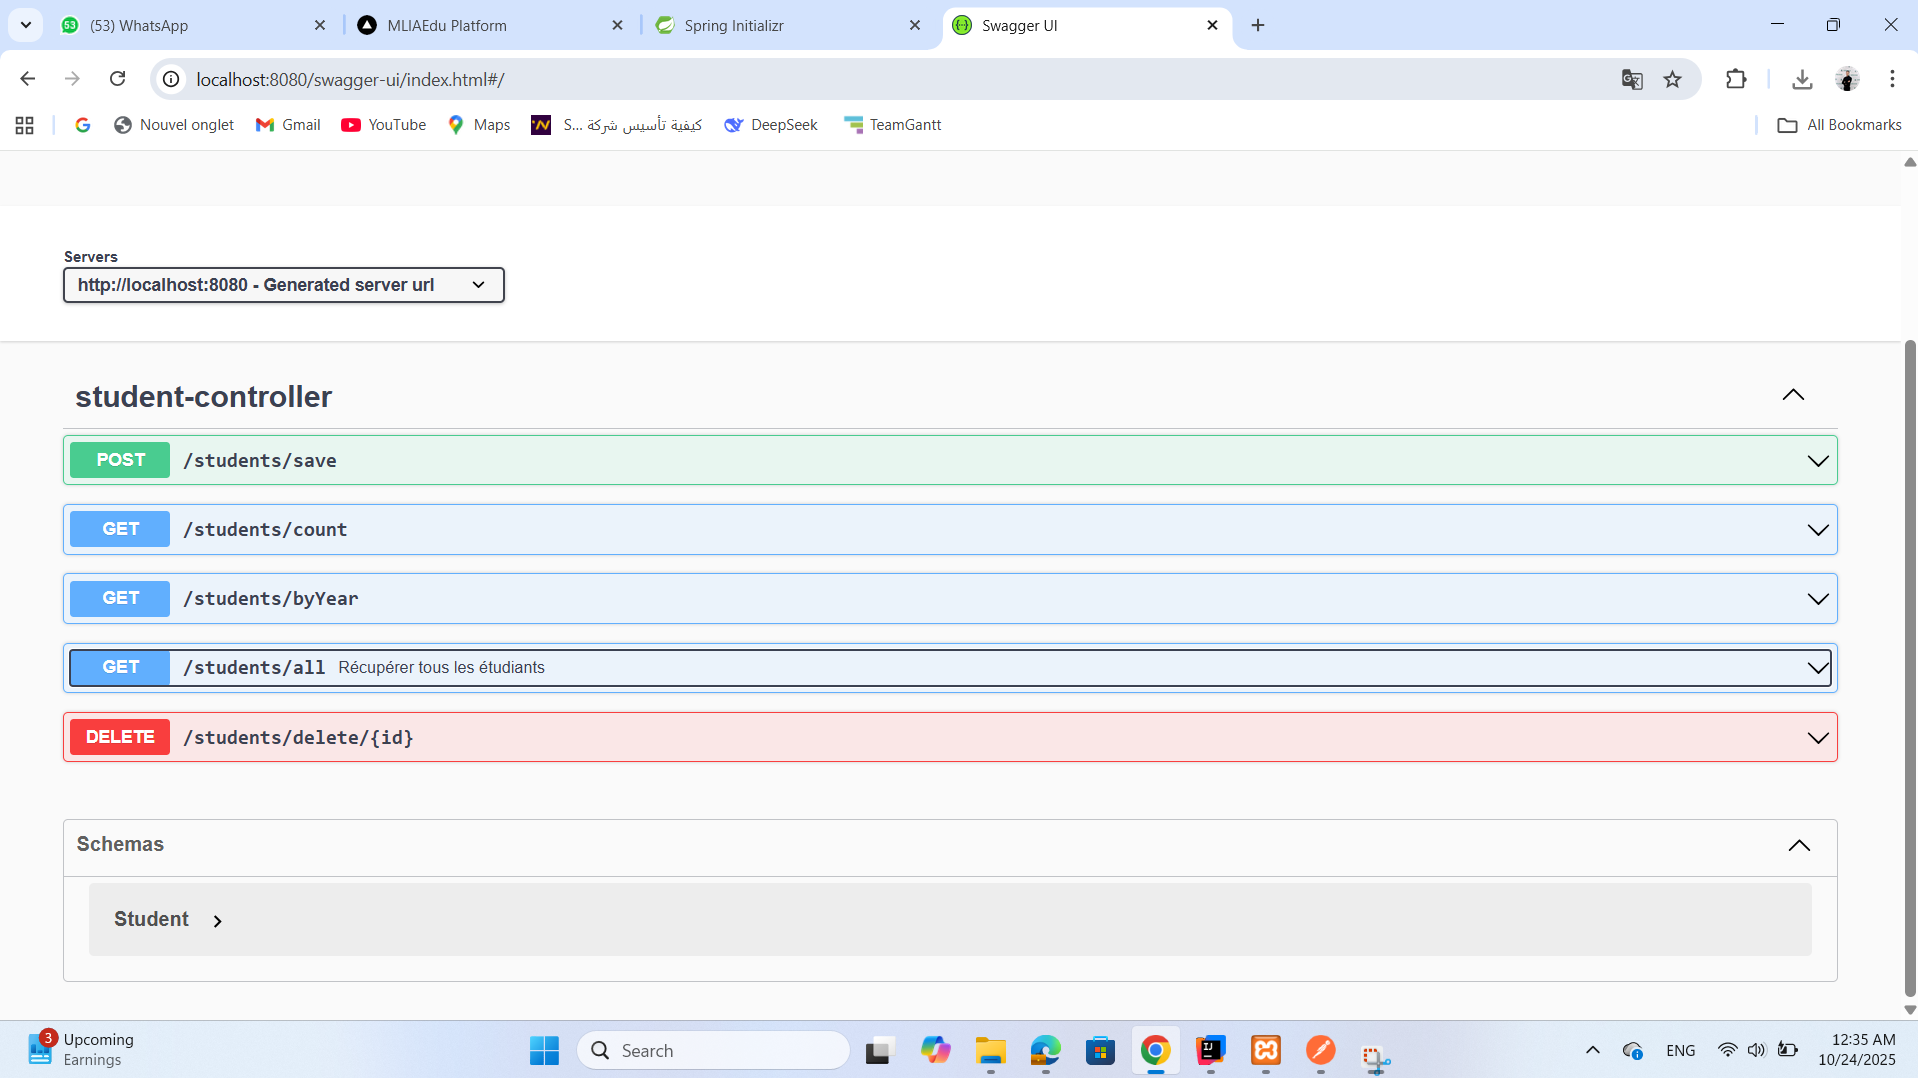 (53) WhatsApp
MLIAEdu Platform
Spring Initializr
Swagger UI
localhost:8080/swagger-ui/index.html#/
Nouvel onglet
Gmail
YouTube
Maps
كيفية تأسيس شركة ...S
DeepSeek
TeamGantt
All Bookmarks
Servers
http://localhost:8080 - Generated server url
student-controller
POST /students/save
GET /students/count
GET /students/byYear
GET /students/all Récupérer tous les étudiants
DELETE /students/delete/{id}
Schemas
Student
3
Upcoming
Earnings
Search
ENG
12:35 AM
10/24/2025